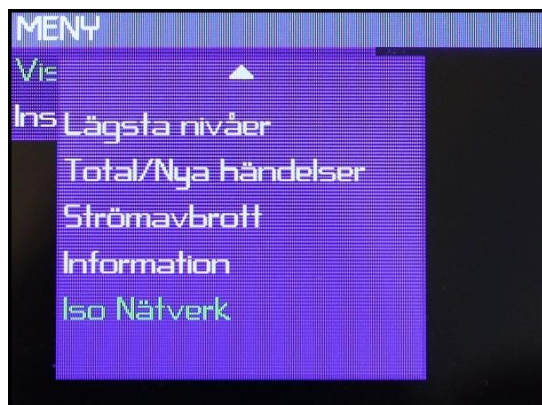 MENY
Vis
Ins
Lägsta nivåer
Total/Nya händelser
Strömavbrott
Information
Iso Nätverk